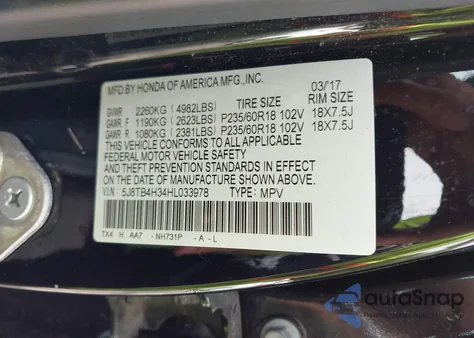 MFD.BY HONDA OF AMERICA MFG.,INC. 03/17
TIRE SIZE RIM SIZE
GVWR 2260KG ( 4982LBS)
GAWR F 1190KG ( 2623LBS) P235/60R18 102V 18X7.5J
GAWR R 1080KG ( 2381LBS) P235/60R18 102V 18X7.5J
THIS VEHICLE CONFORMS TO ALL APPLICABLE
FEDERAL MOTOR VEHICLE SAFETY AND
THEFT PREVENTION STANDARDS IN EFFECT ON
THE DATE OF MANUFACTURE SHOWN ABOVE.
V.I.N.: 5J8TB4H34HL033978 TYPE: MPV
TX4 H AA7 - NH731P - A - L
autoSnap